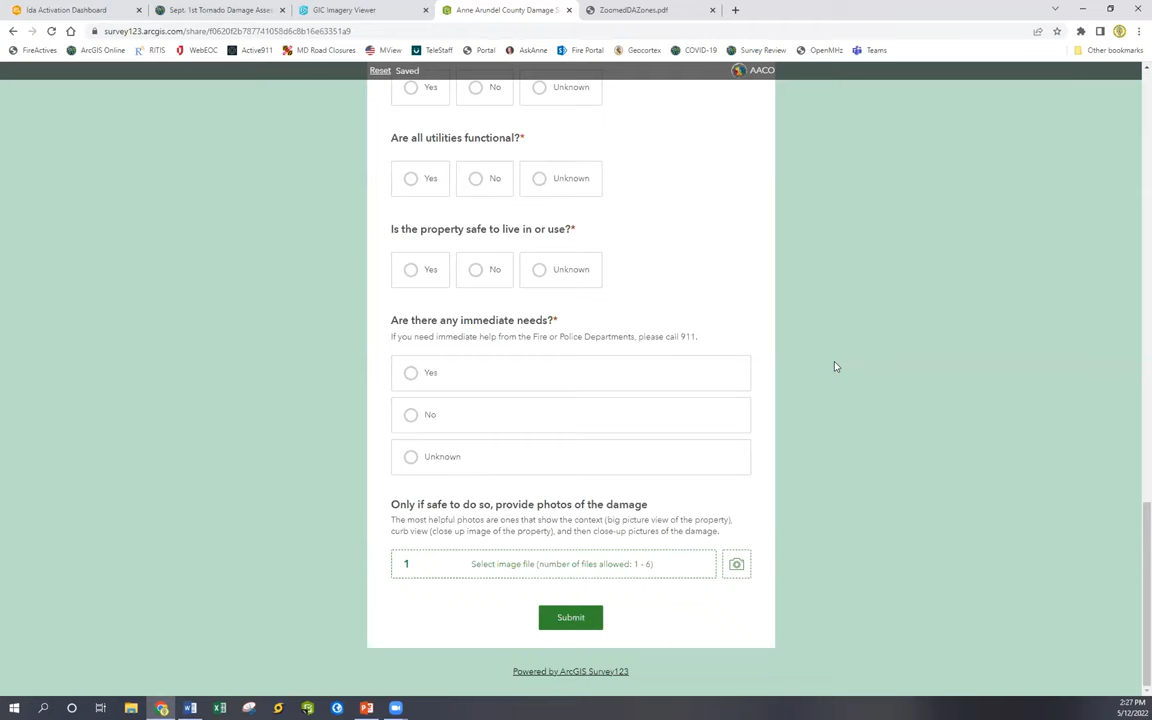 Ida Activation Dashboard
Sept. 1st Tornado Damage Asse
GIC Imagery Viewer
Anne Arundel County Damage S
ZoomedDAZones.pdf
survey123.arcgis.com/share/f0620f2b787741058d6c8b16e63351a9
FireActives ArcGIS Online RITIS WebEOC Active911 MD Road Closures MView TeleStaff Portal AskAnne Fire Portal Geocortex COVID-19 Survey Review OpenMHz Teams Other bookmarks
Reset Saved AACO
Yes No Unknown
Are all utilities functional?*
Yes No Unknown
Is the property safe to live in or use?*
Yes No Unknown
Are there any immediate needs?*
If you need immediate help from the Fire or Police Departments, please call 911.
Yes
No
Unknown
Only if safe to do so, provide photos of the damage
The most helpful photos are ones that show the context (big picture view of the property),
curb view (close up image of the property), and then close-up pictures of the damage.
1 Select image file (number of files allowed: 1 - 6)
Submit
Powered by ArcGIS Survey123
2:27 PM
5/12/2022